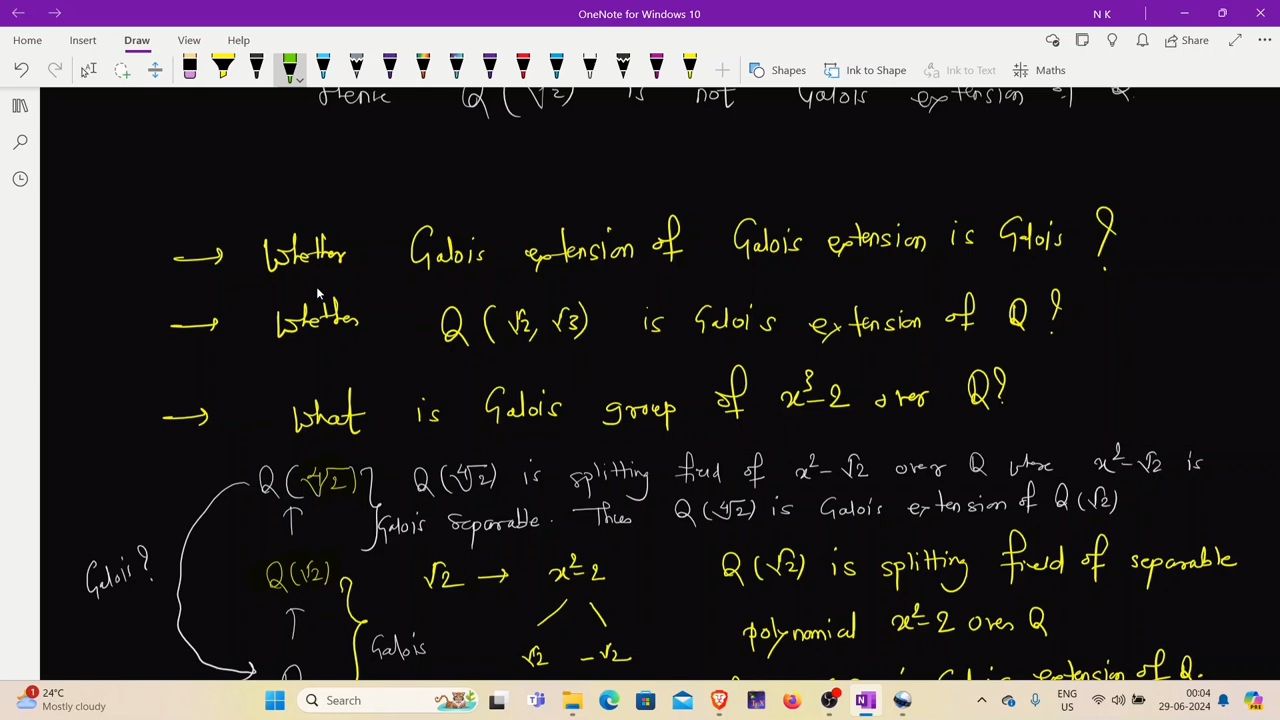 OneNote for Windows 10
N K
Home Insert Draw View Help
Share
Shapes Ink to Shape Ink to Text Maths
Hence Q(√2) is not Galois extension of Q.
→ Whether Galois extension of Galois extension is Galois ?
→ Whether Q(√2, √3) is Galois extension of Q ?
→ What is Galois group of x³-2 over Q?
Q(∜2) Q(∜2) is splitting field of x²-√2 over Q where x²-√2 is
↑ Galois separable. Thus Q(∜2) is Galois extension of Q(√2)
Galois?
Q(√2) √2 → x²-2 Q(√2) is splitting field of separable
↑ polynomial x²-2 over Q
Galois √2 -√2
Q is Galois extension of Q.
24°C
Mostly cloudy
Search
ENG
US
00:04
29-06-2024